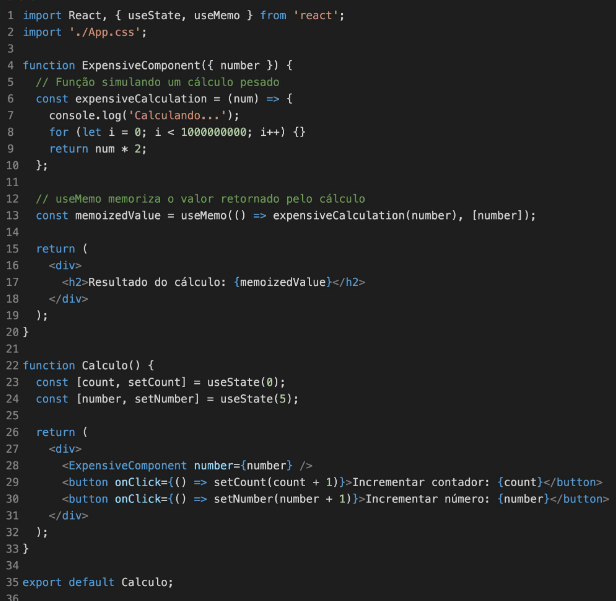 1 import React, { useState, useMemo } from 'react';
2 import './App.css';
3
4 function ExpensiveComponent({ number }) {
5   // Função simulando um cálculo pesado
6   const expensiveCalculation = (num) => {
7     console.log('Calculando...');
8     for (let i = 0; i < 1000000000; i++) {}
9     return num * 2;
10   };
11
12   // useMemo memoriza o valor retornado pelo cálculo
13   const memoizedValue = useMemo(() => expensiveCalculation(number), [number]);
14
15   return (
16     <div>
17       <h2>Resultado do cálculo: {memoizedValue}</h2>
18     </div>
19   );
20 }
21
22 function Calculo() {
23   const [count, setCount] = useState(0);
24   const [number, setNumber] = useState(5);
25
26   return (
27     <div>
28       <ExpensiveComponent number={number} />
29       <button onClick={() => setCount(count + 1)}>Incrementar contador: {count}</button>
30       <button onClick={() => setNumber(number + 1)}>Incrementar número: {number}</button>
31     </div>
32   );
33 }
34
35 export default Calculo;
36